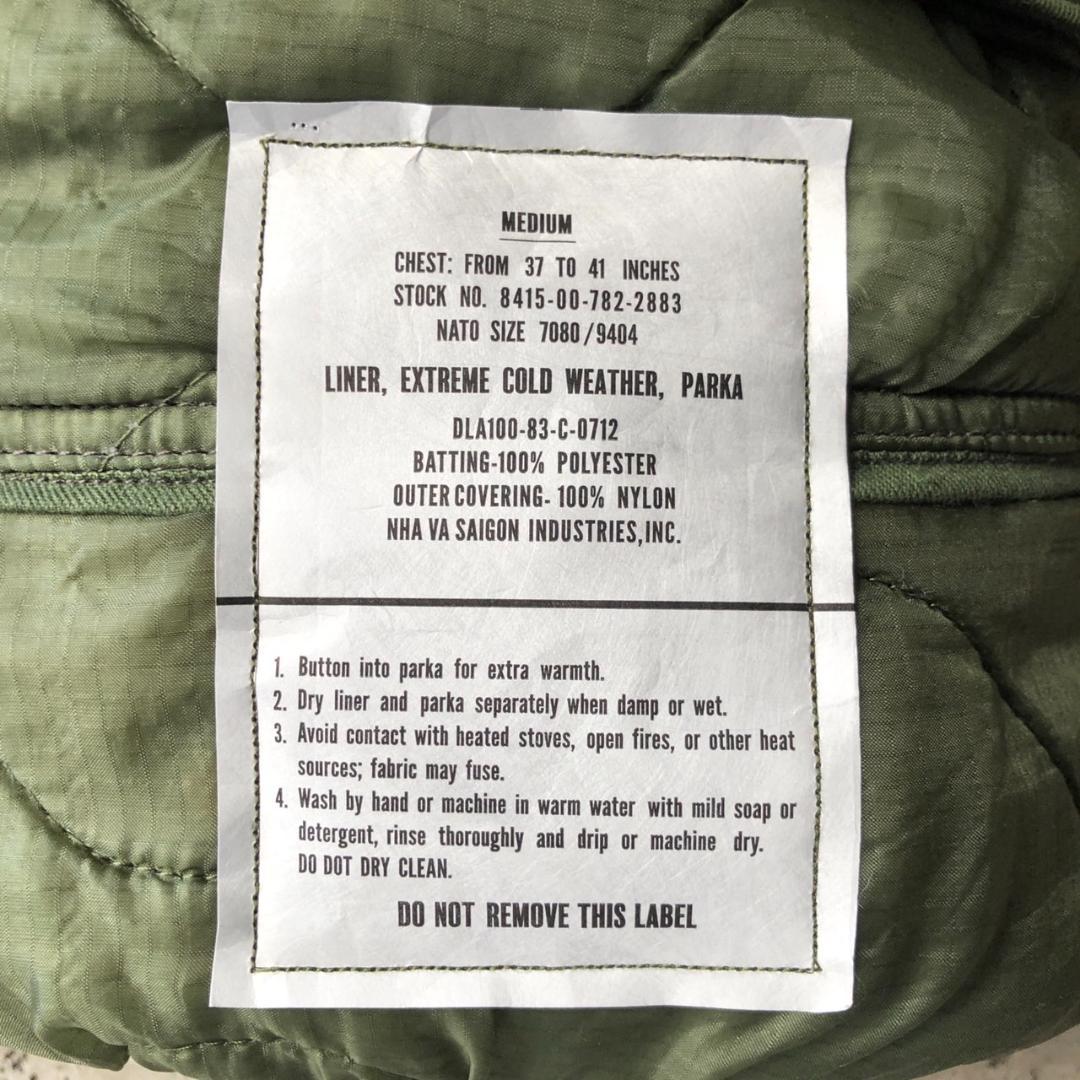 MEDIUM
CHEST: FROM 37 TO 41 INCHES
STOCK NO. 8415-00-782-2883
NATO SIZE 7080/9404
LINER, EXTREME COLD WEATHER, PARKA
DLA100-83-C-0712
BATTING-100% POLYESTER
OUTER COVERING- 100% NYLON
NHA VA SAIGON INDUSTRIES, INC.
1. Button into parka for extra warmth.
2. Dry liner and parka separately when damp or wet.
3. Avoid contact with heated stoves, open fires, or other heat
sources; fabric may fuse.
4. Wash by hand or machine in warm water with mild soap or
detergent, rinse thoroughly and drip or machine dry.
DO DOT DRY CLEAN.
DO NOT REMOVE THIS LABEL